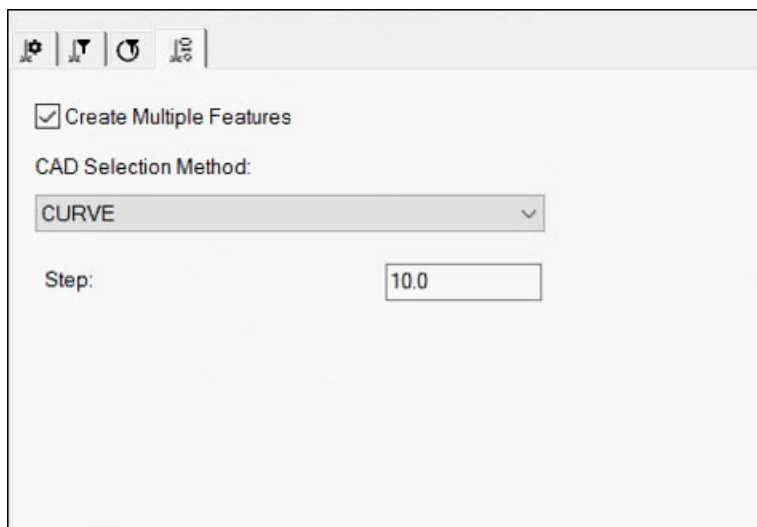 Create Multiple Features
CAD Selection Method:
CURVE
Step:
10.0